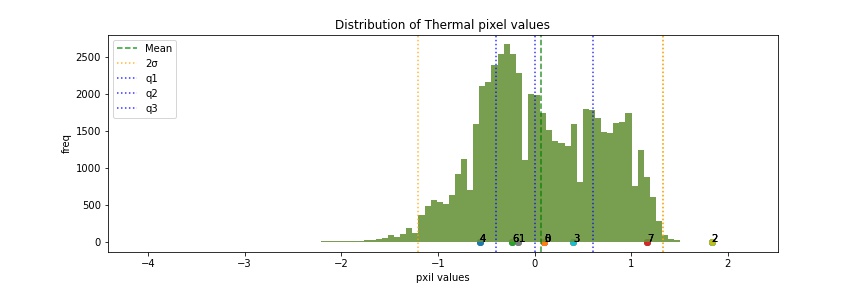 Distribution of Thermal pixel values
Mean
2σ
q1
q2
q3
freq
2500
2000
1500
1000
500
0
4 61 3 7 2
−4 −3 −2 −1 0 1 2
pxil values